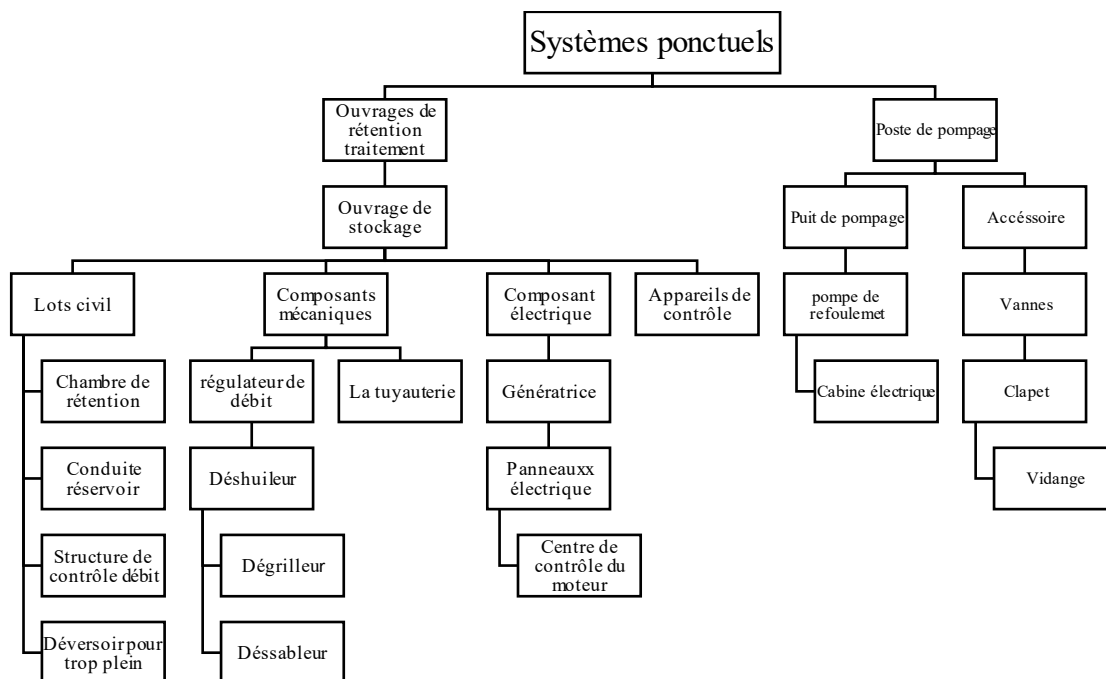 Systèmes ponctuels
Ouvrages de
rétention
traitement
Poste de pompage
Ouvrage de
stockage
Puit de pompage
Accéssoire
Lots civil
Composants
mécaniques
Composant
électrique
Appareils de
contrôle
pompe de
refoulemet
Vannes
Chambre de
rétention
régulateur de
débit
La tuyauterie
Génératrice
Cabine électrique
Clapet
Conduite
réservoir
Déshuileur
Panneauxx
électrique
Vidange
Structure de
contrôle débit
Dégrilleur
Centre de
contrôle du
moteur
Déversoir pour
trop plein
Déssableur